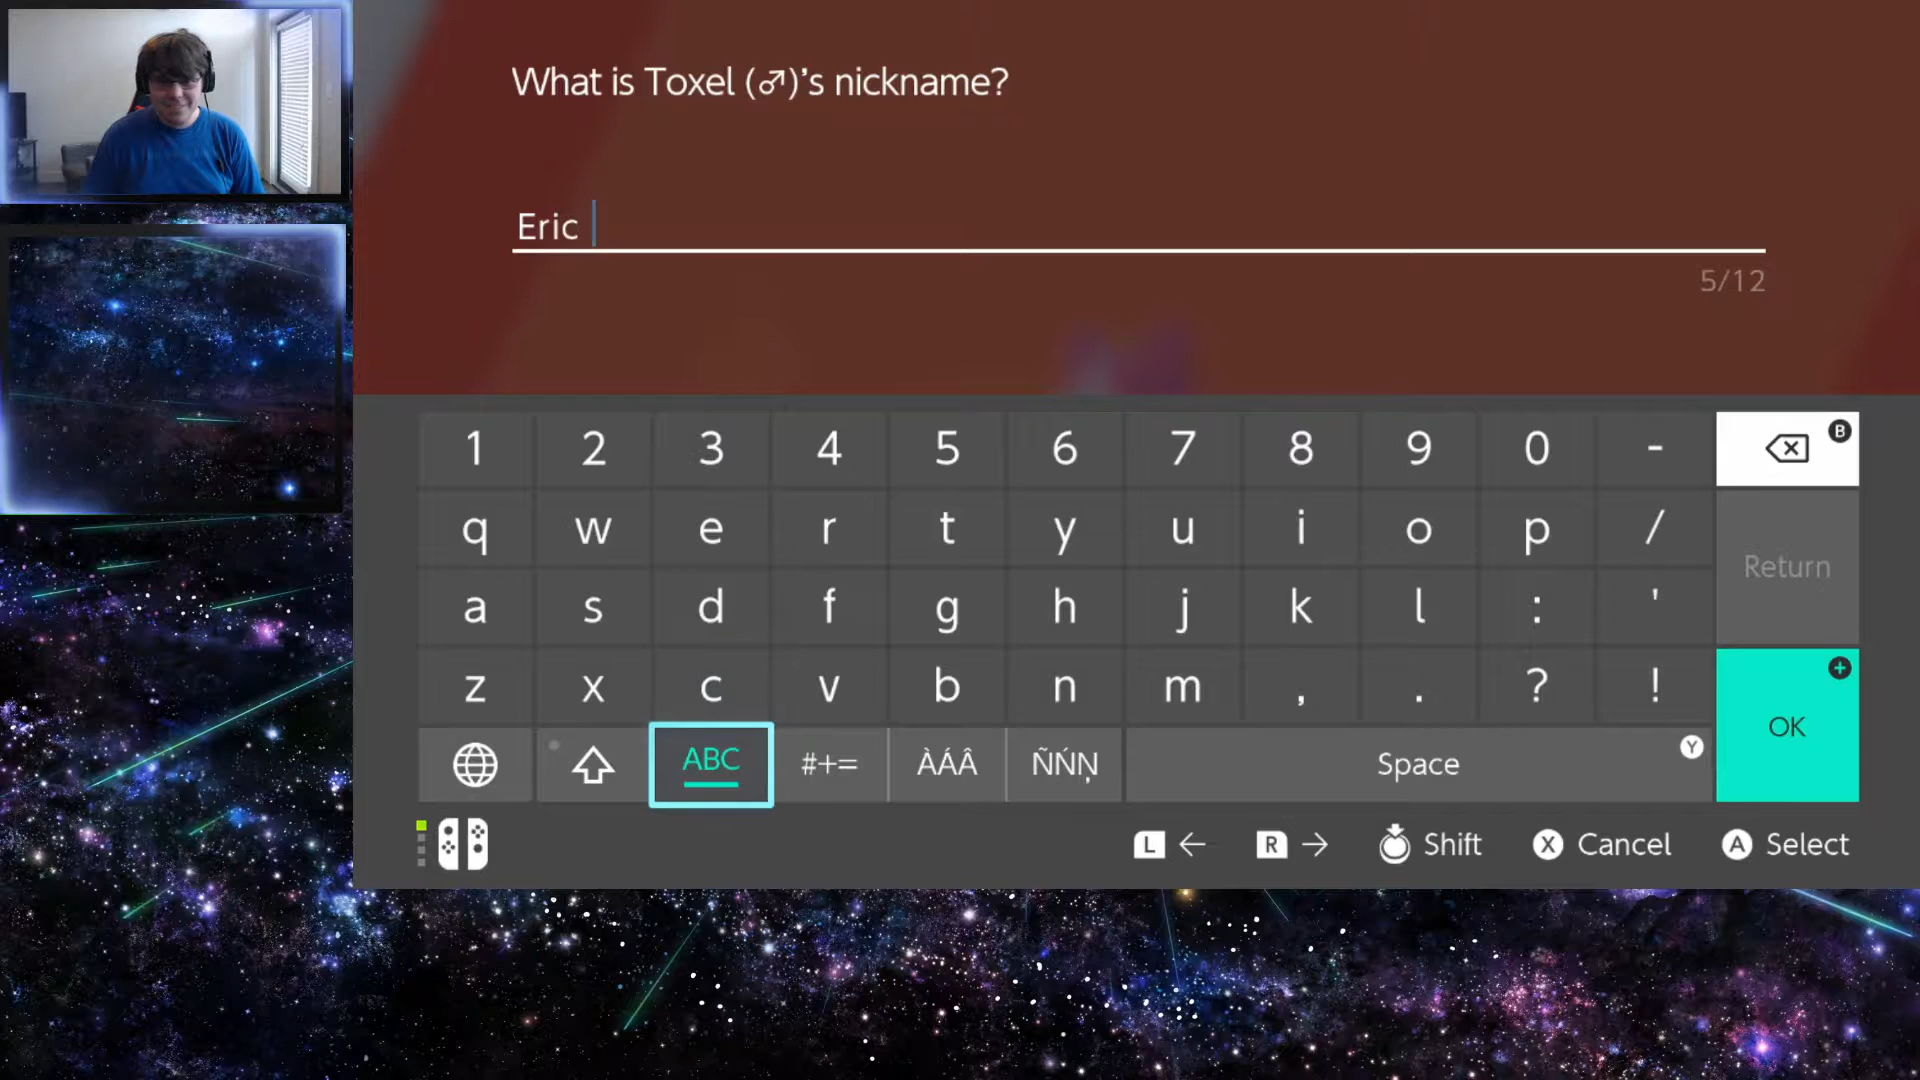 What is Toxel (♂)'s nickname?
Eric
5/12
1 2 3 4 5 6 7 8 9 0 - B
q w e r t y u i o p / Return
a s d f g h j k l : '
z x c v b n m , . ? ! + OK
ABC #+= ÀÁÂ ÑŃŅ Space Y
L ← R → Shift X Cancel A Select